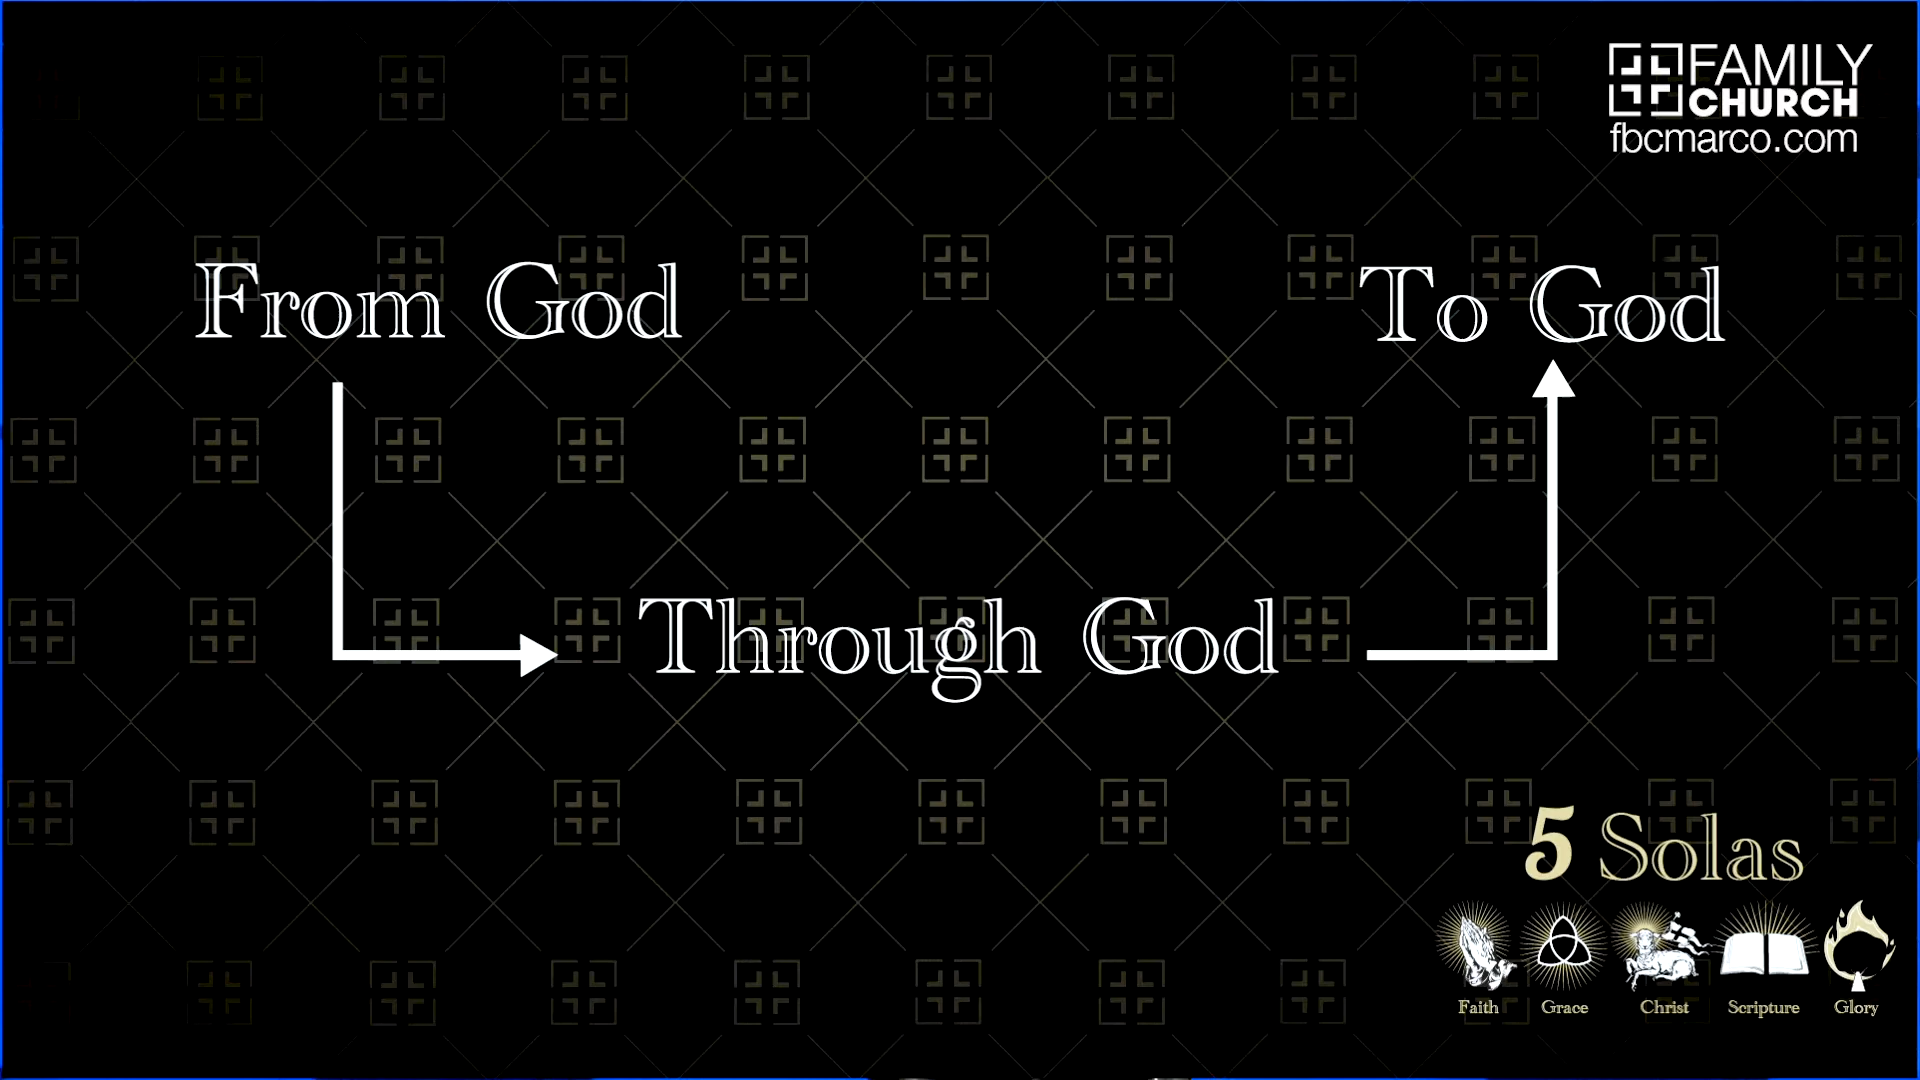 FAMILY
CHURCH
fbcmarco.com
From God
To God
Through God
5 Solas
Faith
Grace
Christ
Scripture
Glory